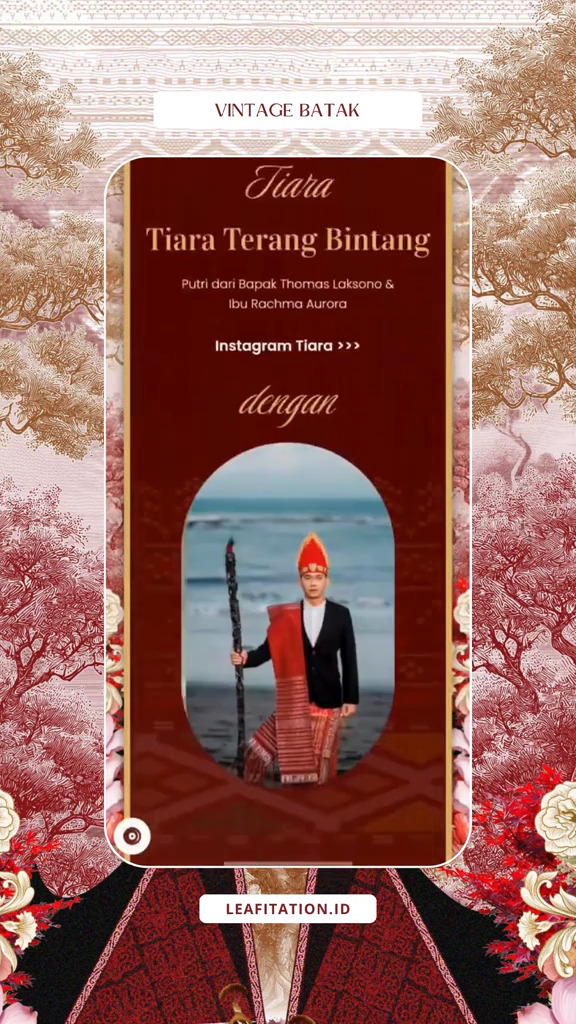 VINTAGE BATAK
Tiara
Tiara Terang Bintang
Putri dari Bapak Thomas Laksono &
Ibu Rachma Aurora
Instagram Tiara >>>
dengan
LEAFITATION.ID